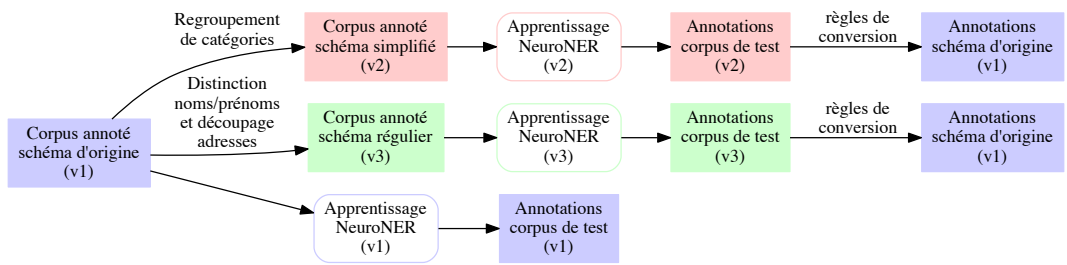 Regroupement
de catégories
Corpus annoté
schéma simplifié
(v2)
Apprentissage
NeuroNER
(v2)
Annotations
corpus de test
(v2)
règles de
conversion
Annotations
schéma d'origine
(v1)
Corpus annoté
schéma d'origine
(v1)
Distinction
noms/prénoms
et découpage
adresses
Corpus annoté
schéma régulier
(v3)
Apprentissage
NeuroNER
(v3)
Annotations
corpus de test
(v3)
règles de
conversion
Annotations
schéma d'origine
(v1)
Apprentissage
NeuroNER
(v1)
Annotations
corpus de test
(v1)